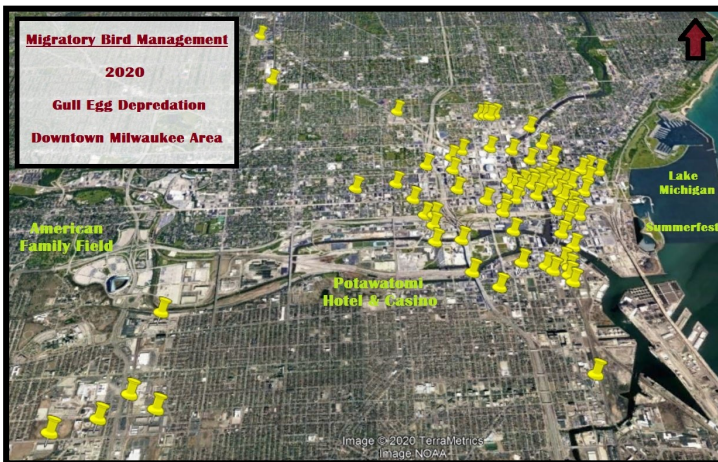 Migratory Bird Management
2020
Gull Egg Depredation
Downtown Milwaukee Area
Lake
Michigan
American
Family Field
Summerfest
Potawatomi
Hotel & Casino
Image © 2020 TerraMetrics
Image NOAA